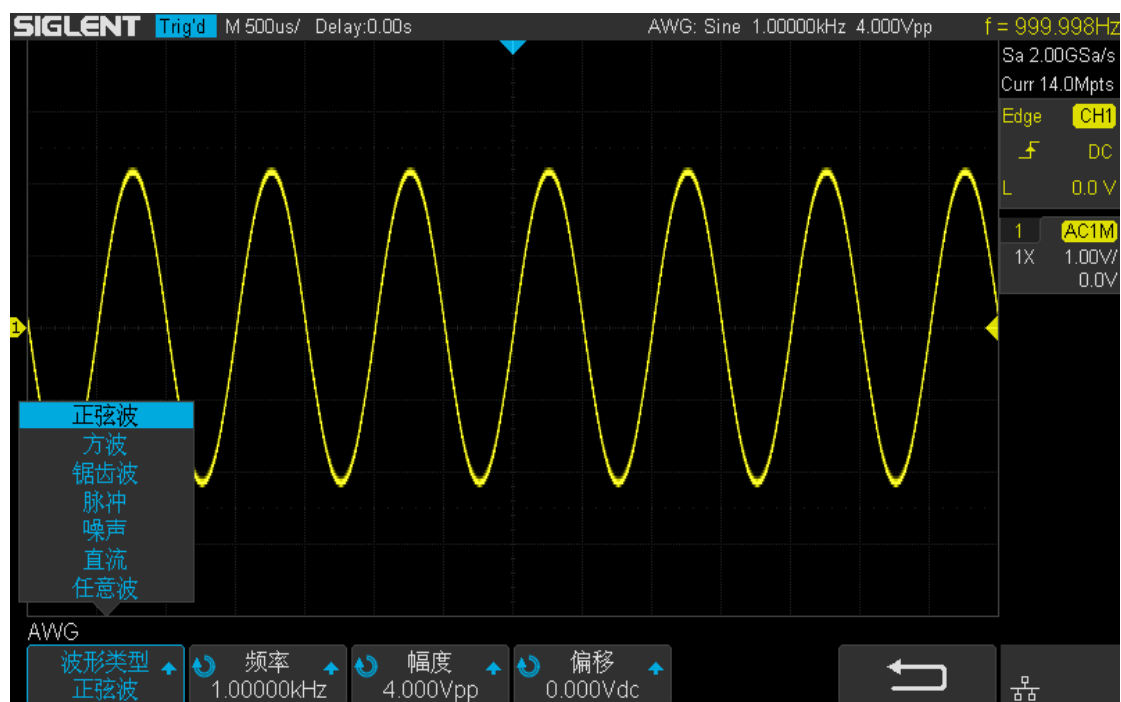 SIGLENT Trig'd M 500us/ Delay:0.00s AWG: Sine 1.00000kHz 4.000Vpp f = 999.998Hz
Sa 2.00GSa/s
Curr 14.0Mpts
Edge CH1
DC
L 0.0 V
1 AC1M
1X 1.00V/
0.0V
1
正弦波
方波
锯齿波
脉冲
噪声
直流
任意波
AWG
波形类型 频率 幅度 偏移
正弦波 1.00000kHz 4.000Vpp 0.000Vdc